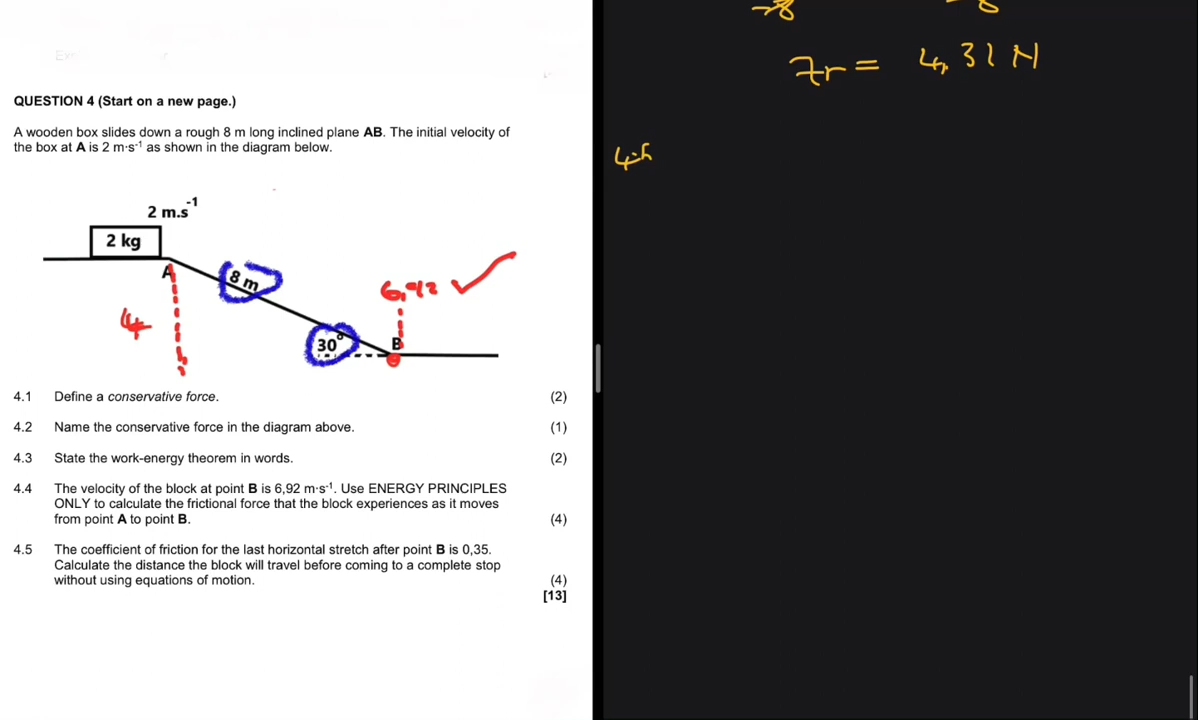 QUESTION 4 (Start on a new page.)
A wooden box slides down a rough 8 m long inclined plane AB. The initial velocity of
the box at A is 2 m·s⁻¹ as shown in the diagram below.
2 m.s⁻¹
2 kg
A
8 m
4
6,92
30°
B
4.1 Define a conservative force. (2)
4.2 Name the conservative force in the diagram above. (1)
4.3 State the work-energy theorem in words. (2)
4.4 The velocity of the block at point B is 6,92 m·s⁻¹. Use ENERGY PRINCIPLES
ONLY to calculate the frictional force that the block experiences as it moves
from point A to point B. (4)
4.5 The coefficient of friction for the last horizontal stretch after point B is 0,35.
Calculate the distance the block will travel before coming to a complete stop
without using equations of motion. (4)
[13]
-8 -8
Fr = 4,31 N